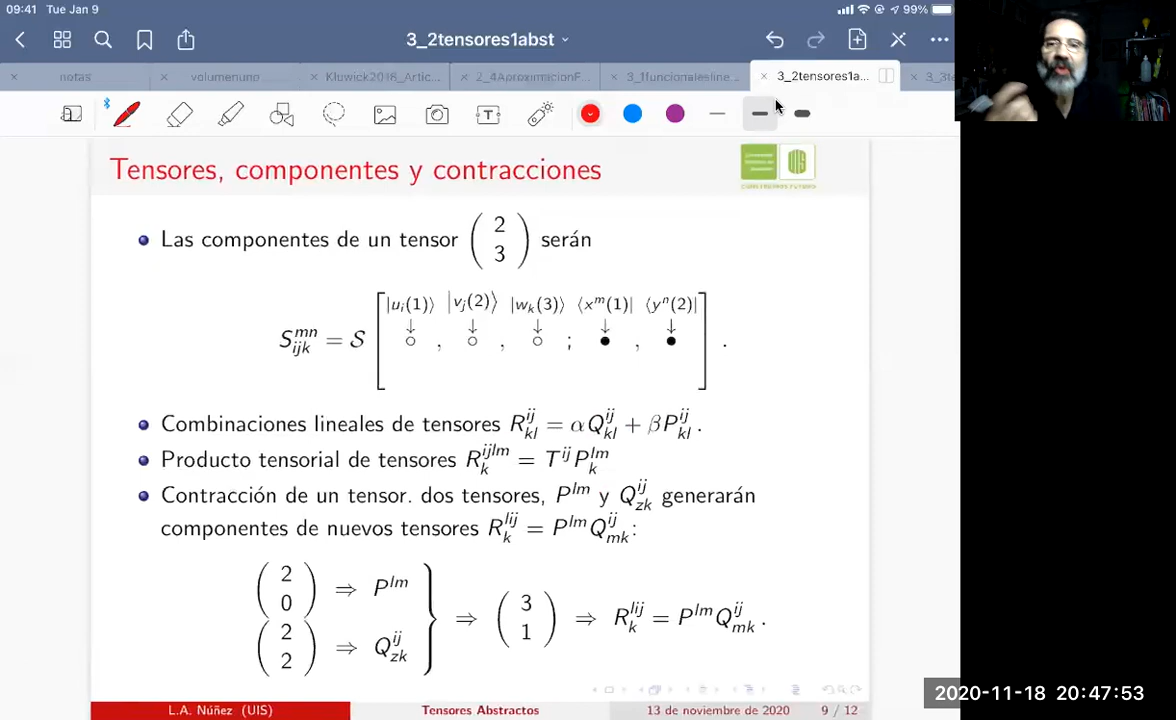 09:41 Tue Jan 9
99%
3_2tensores1abst
notas
volumenuno
Kluwick2018_Artic...
2_4AproximacionF...
3_1funcionalesline...
3_2tensores1a...
T
Tensores, componentes y contracciones
UIS
Las componentes de un tensor (2 3) serán
|u_i(1)⟩ |v_j(2)⟩ |w_k(3)⟩ ⟨x^m(1)| ⟨y^n(2)|
↓ ↓ ↓ ↓ ↓
S^{mn}_{ijk} = 𝒮 [ ○ , ○ , ○ ; ● , ● ] .
Combinaciones lineales de tensores R^{ij}_{kl} = αQ^{ij}_{kl} + βP^{ij}_{kl} .
Producto tensorial de tensores R^{ijlm}_k = T^{ij}P^{lm}_k
Contracción de un tensor. dos tensores, P^{lm} y Q^{ij}_{zk} generarán
componentes de nuevos tensores R^{lij}_k = P^{lm}Q^{ij}_{mk}:
(2 0) ⇒ P^{lm}
(2 2) ⇒ Q^{ij}_{zk}
} ⇒ (3 1) ⇒ R^{lij}_k = P^{lm}Q^{ij}_{mk} .
L.A. Núñez (UIS) Tensores Abstractos 13 de noviembre de 2020 9 / 12
2020-11-18 20:47:53